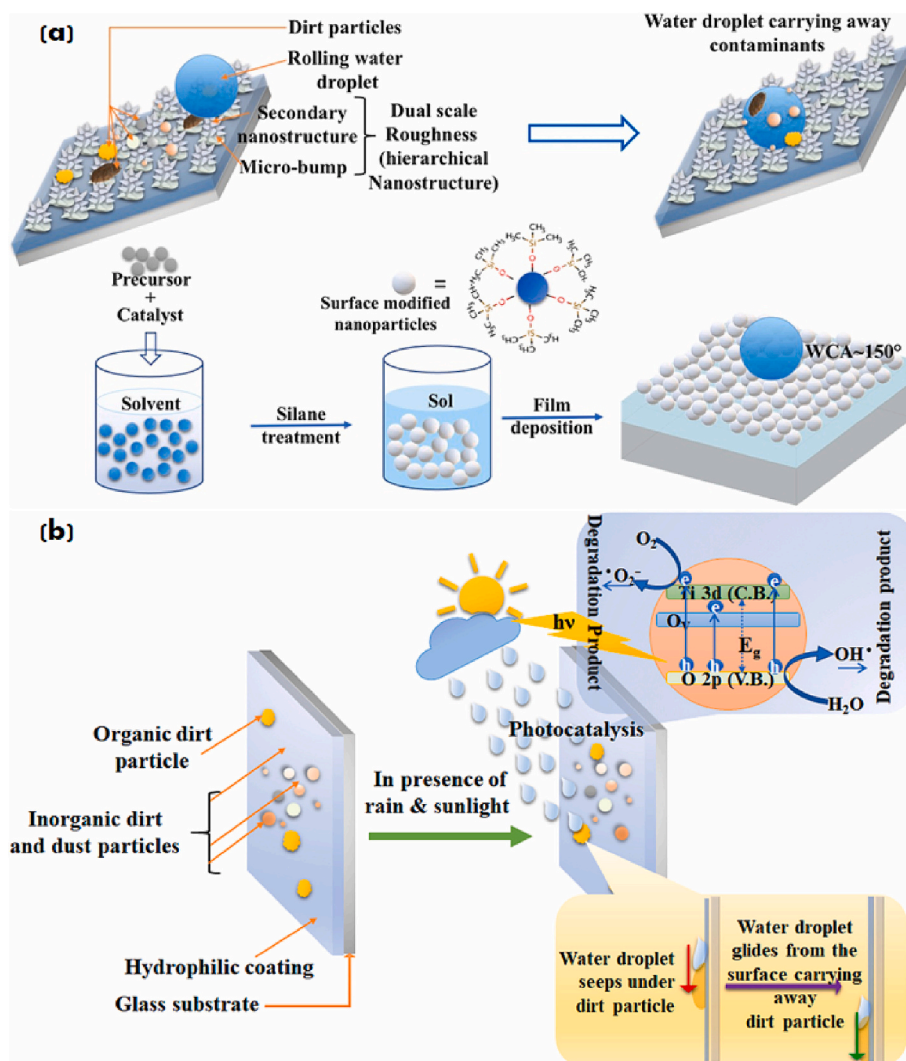 (a)
Dirt particles
Rolling water
droplet
Secondary
nanostructure
Micro-bump
Dual scale
Roughness
(hierarchical
Nanostructure)
Water droplet carrying away
contaminants
Precursor
+
Catalyst
Solvent
Silane
treatment
=
Surface modified
nanoparticles
Sol
Film
deposition
WCA~150°
(b)
Organic dirt
particle
Inorganic dirt
and dust particles
Hydrophilic coating
Glass substrate
In presence of
rain & sunlight
hν
Photocatalysis
Degradation Product
O₂
•O₂⁻
e
e
e
Ti 3d (C.B.)
Oᵥ
E_g
h
h
h
O 2p (V.B.)
OH•
H₂O
Degradation product
Water droplet
seeps under
dirt particle
Water droplet
glides from the
surface carrying
away
dirt particle